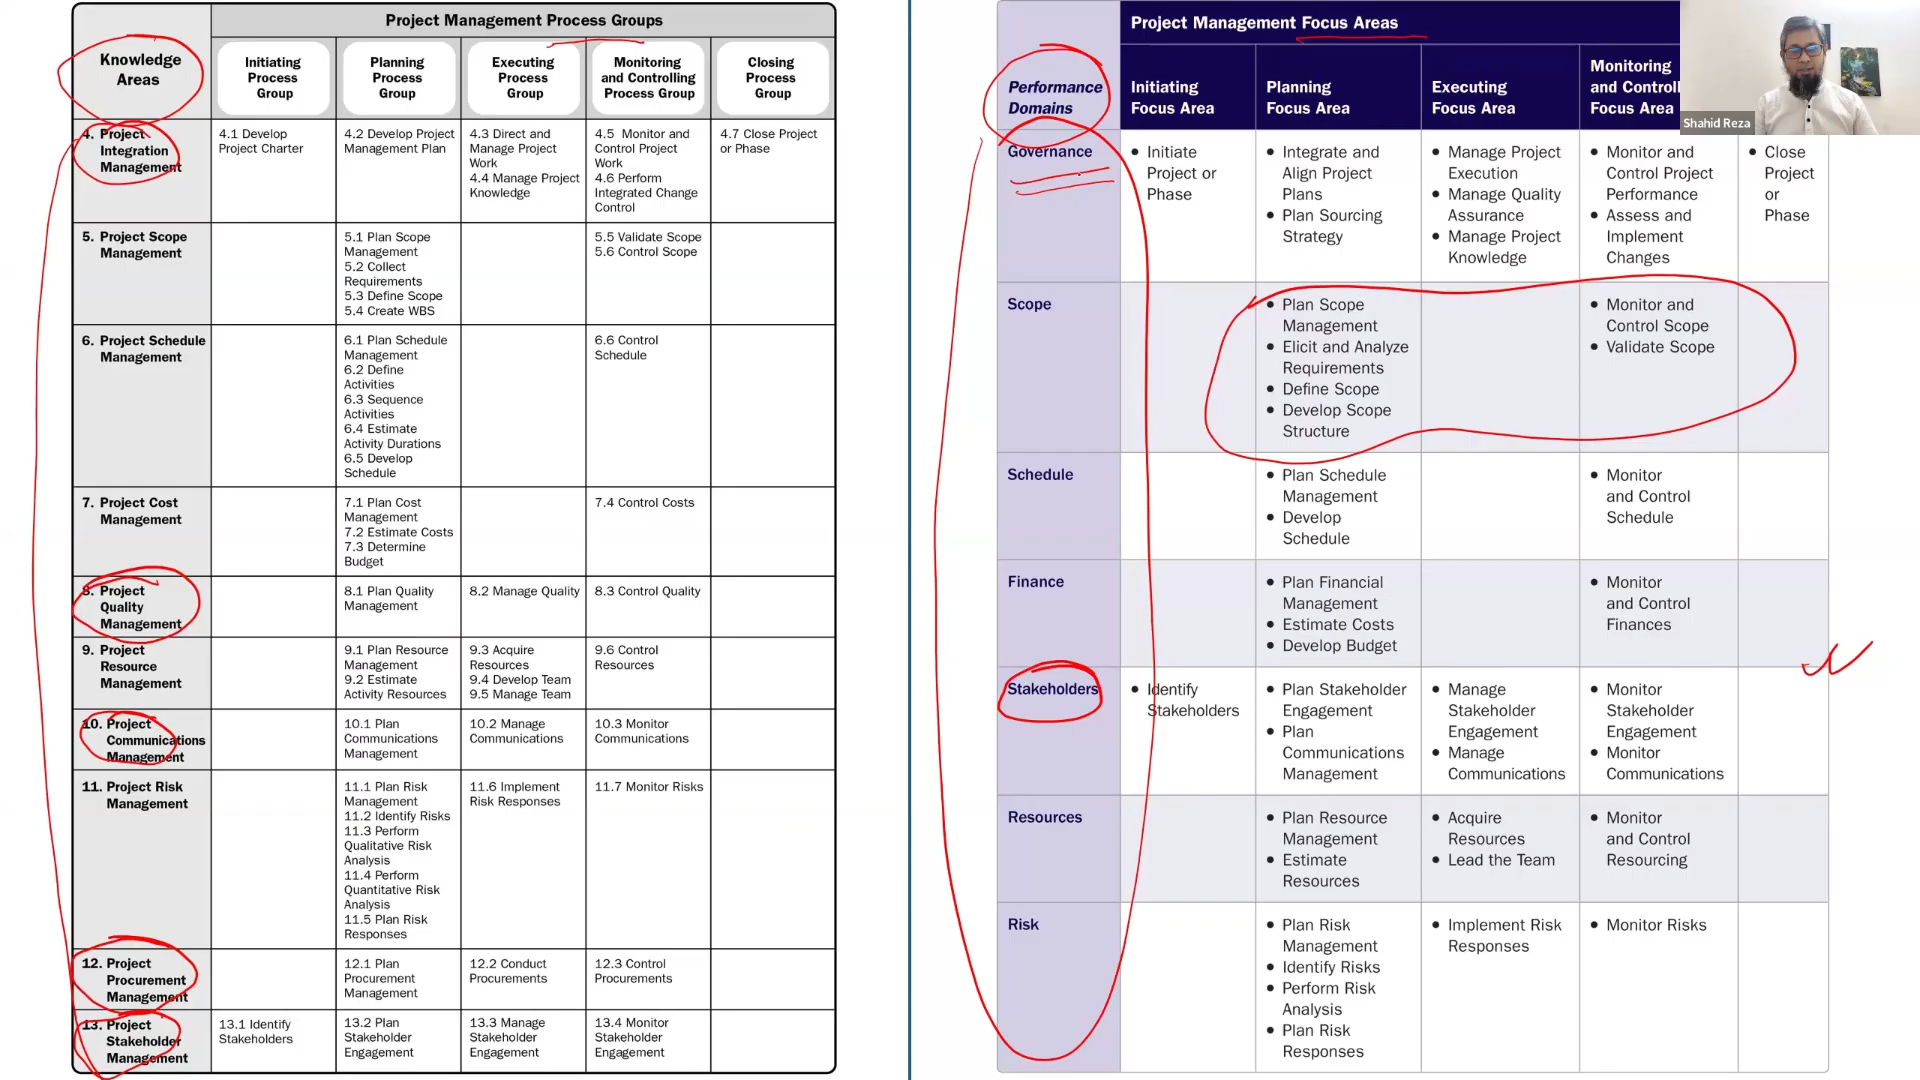 Project Management Process Groups
Knowledge
Areas
Initiating
Process
Group
Planning
Process
Group
Executing
Process
Group
Monitoring
and Controlling
Process Group
Closing
Process
Group
4. Project
Integration
Management
4.1 Develop
Project Charter
4.2 Develop Project
Management Plan
4.3 Direct and
Manage Project
Work
4.4 Manage Project
Knowledge
4.5 Monitor and
Control Project
Work
4.6 Perform
Integrated Change
Control
4.7 Close Project
or Phase
5. Project Scope
Management
5.1 Plan Scope
Management
5.2 Collect
Requirements
5.3 Define Scope
5.4 Create WBS
5.5 Validate Scope
5.6 Control Scope
6. Project Schedule
Management
6.1 Plan Schedule
Management
6.2 Define
Activities
6.3 Sequence
Activities
6.4 Estimate
Activity Durations
6.5 Develop
Schedule
6.6 Control
Schedule
7. Project Cost
Management
7.1 Plan Cost
Management
7.2 Estimate Costs
7.3 Determine
Budget
7.4 Control Costs
8. Project
Quality
Management
8.1 Plan Quality
Management
8.2 Manage Quality
8.3 Control Quality
9. Project
Resource
Management
9.1 Plan Resource
Management
9.2 Estimate
Activity Resources
9.3 Acquire
Resources
9.4 Develop Team
9.5 Manage Team
9.6 Control
Resources
10. Project
Communications
Management
10.1 Plan
Communications
Management
10.2 Manage
Communications
10.3 Monitor
Communications
11. Project Risk
Management
11.1 Plan Risk
Management
11.2 Identify Risks
11.3 Perform
Qualitative Risk
Analysis
11.4 Perform
Quantitative Risk
Analysis
11.5 Plan Risk
Responses
11.6 Implement
Risk Responses
11.7 Monitor Risks
12. Project
Procurement
Management
12.1 Plan
Procurement
Management
12.2 Conduct
Procurements
12.3 Control
Procurements
13. Project
Stakeholder
Management
13.1 Identify
Stakeholders
13.2 Plan
Stakeholder
Engagement
13.3 Manage
Stakeholder
Engagement
13.4 Monitor
Stakeholder
Engagement
Project Management Focus Areas
Performance
Domains
Initiating
Focus Area
Planning
Focus Area
Executing
Focus Area
Monitoring
and Controll
Focus Area
Shahid Reza
Governance
• Initiate
Project or
Phase
• Integrate and
Align Project
Plans
• Plan Sourcing
Strategy
• Manage Project
Execution
• Manage Quality
Assurance
• Manage Project
Knowledge
• Monitor and
Control Project
Performance
• Assess and
Implement
Changes
• Close
Project
or
Phase
Scope
• Plan Scope
Management
• Elicit and Analyze
Requirements
• Define Scope
• Develop Scope
Structure
• Monitor and
Control Scope
• Validate Scope
Schedule
• Plan Schedule
Management
• Develop
Schedule
• Monitor
and Control
Schedule
Finance
• Plan Financial
Management
• Estimate Costs
• Develop Budget
• Monitor
and Control
Finances
Stakeholders
• Identify
Stakeholders
• Plan Stakeholder
Engagement
• Plan
Communications
Management
• Manage
Stakeholder
Engagement
• Manage
Communications
• Monitor
Stakeholder
Engagement
• Monitor
Communications
Resources
• Plan Resource
Management
• Estimate
Resources
• Acquire
Resources
• Lead the Team
• Monitor
and Control
Resourcing
Risk
• Plan Risk
Management
• Identify Risks
• Perform Risk
Analysis
• Plan Risk
Responses
• Implement Risk
Responses
• Monitor Risks